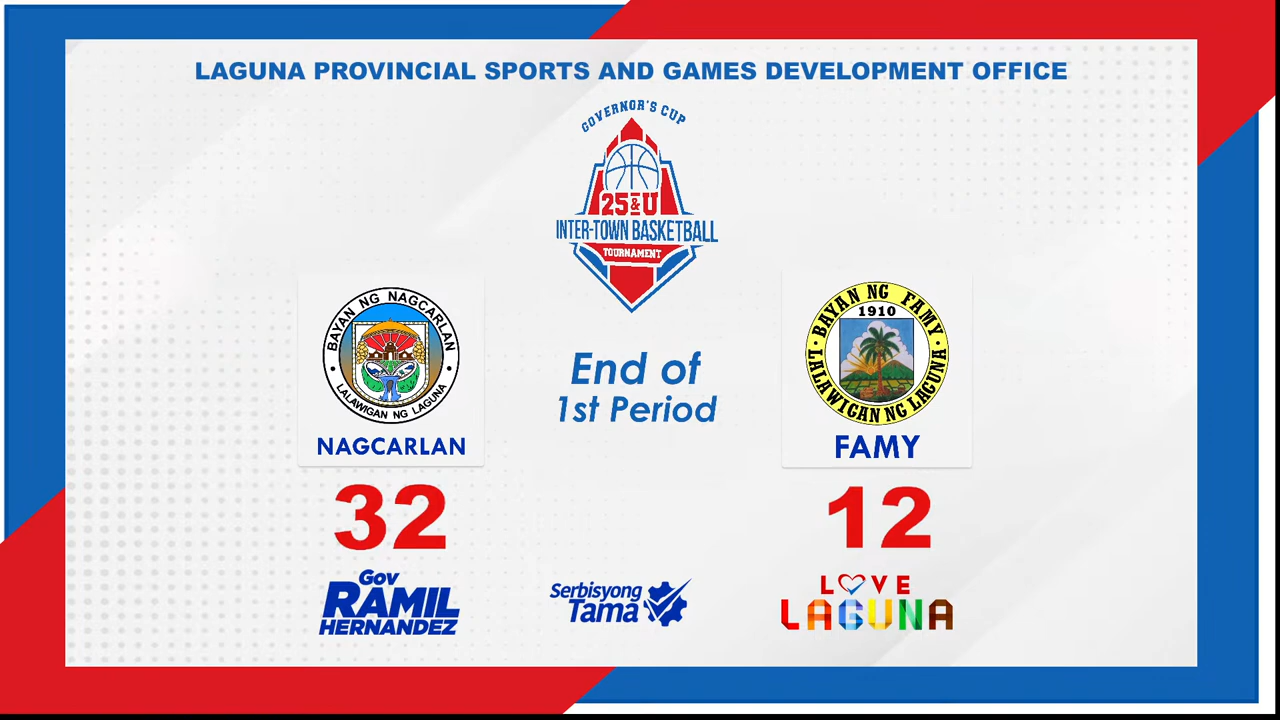 LAGUNA PROVINCIAL SPORTS AND GAMES DEVELOPMENT OFFICE
GOVERNOR'S CUP
25 & U
INTER-TOWN BASKETBALL
TOURNAMENT
BAYAN NG NAGCARLAN
LALAWIGAN NG LAGUNA
NAGCARLAN
32
End of
1st Period
BAYAN NG FAMY
1910
LALAWIGAN NG LAGUNA
FAMY
12
Gov
RAMIL
HERNANDEZ
Serbisyong
Tama
LOVE
LAGUNA